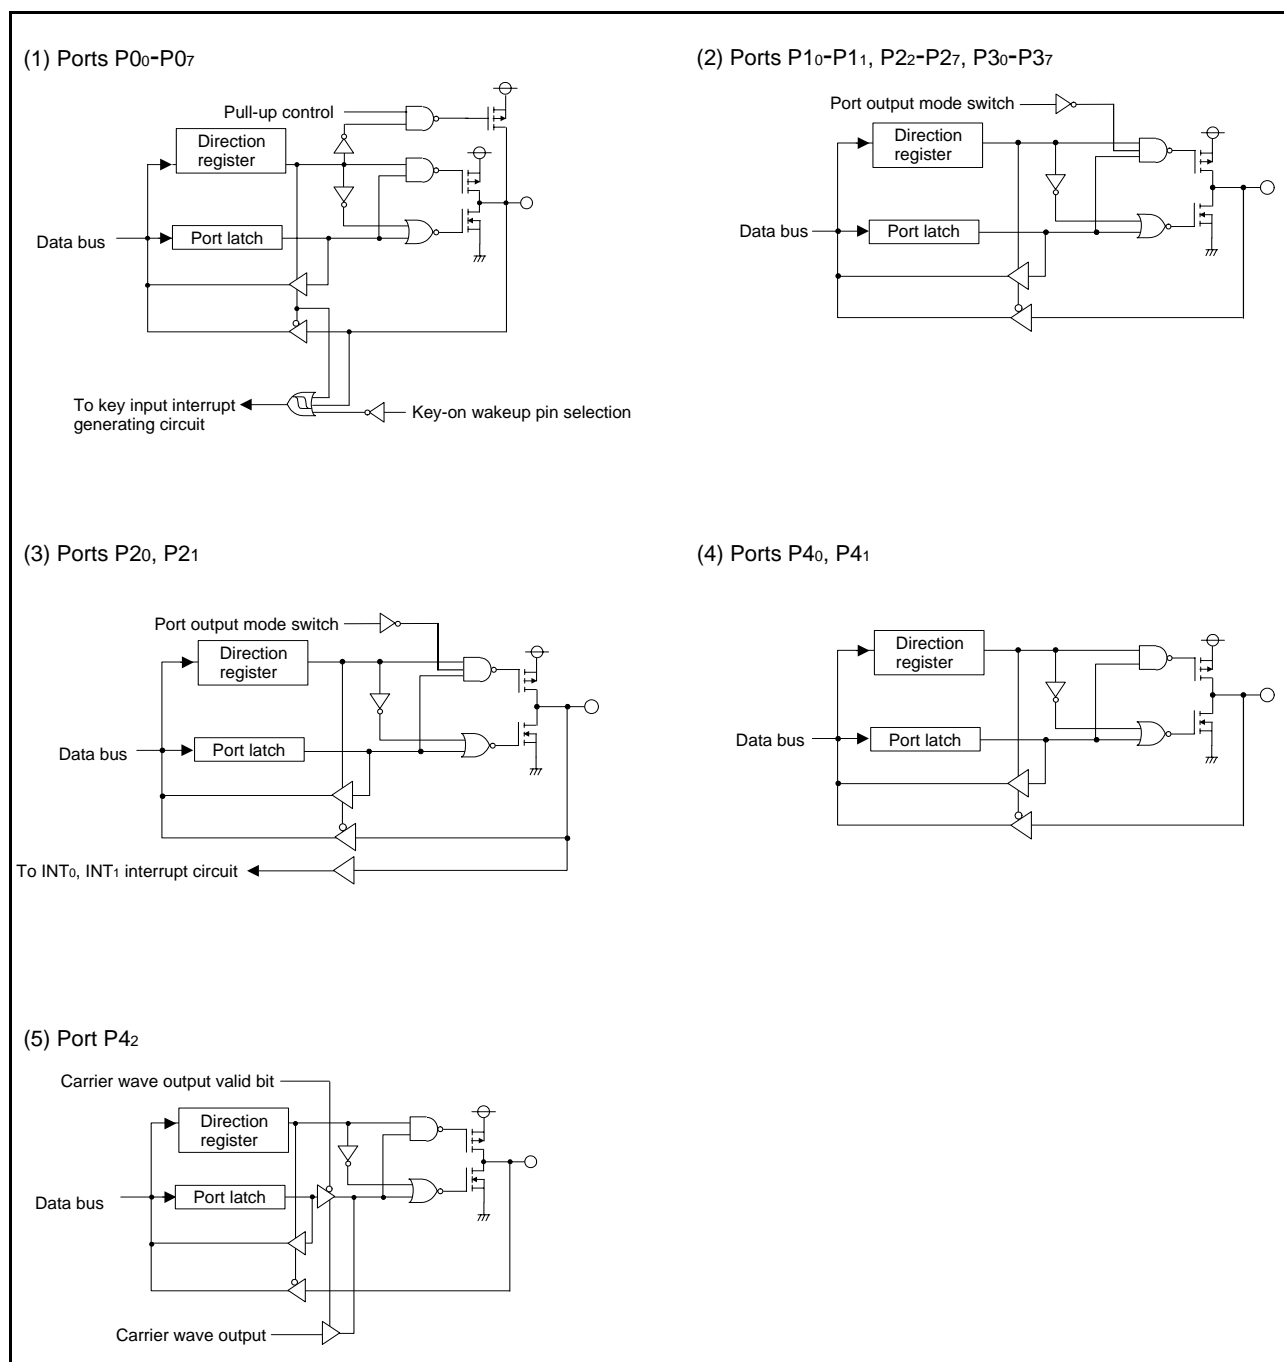 (1) Ports P00-P07
Pull-up control
Direction
register
Data bus
Port latch
To key input interrupt
generating circuit
Key-on wakeup pin selection
(2) Ports P10-P11, P22-P27, P30-P37
Port output mode switch
Direction
register
Data bus
Port latch
(3) Ports P20, P21
Port output mode switch
Direction
register
Data bus
Port latch
To INT0, INT1 interrupt circuit
(4) Ports P40, P41
Direction
register
Data bus
Port latch
(5) Port P42
Carrier wave output valid bit
Direction
register
Data bus
Port latch
Carrier wave output